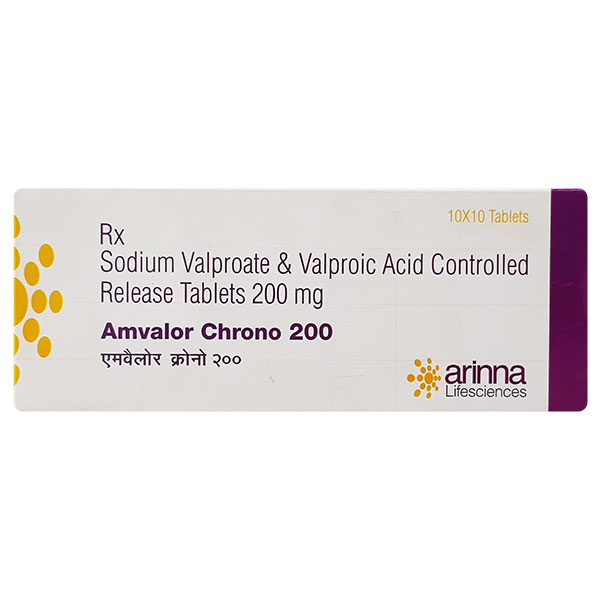 10X10 Tablets
Rx
Sodium Valproate & Valproic Acid Controlled
Release Tablets 200 mg
Amvalor Chrono 200
एमवैलोर क्रोनो २००
arinna
Lifesciences